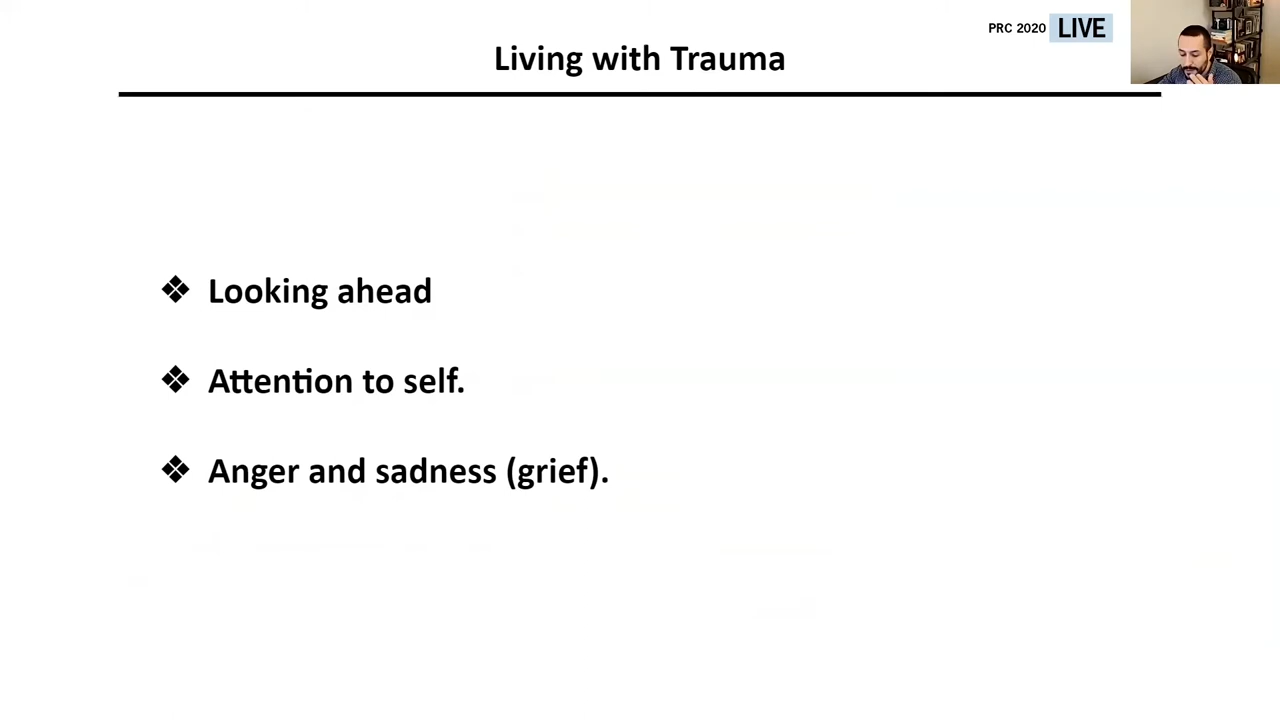 PRC 2020 LIVE
Living with Trauma
❖ Looking ahead
❖ Attention to self.
❖ Anger and sadness (grief).